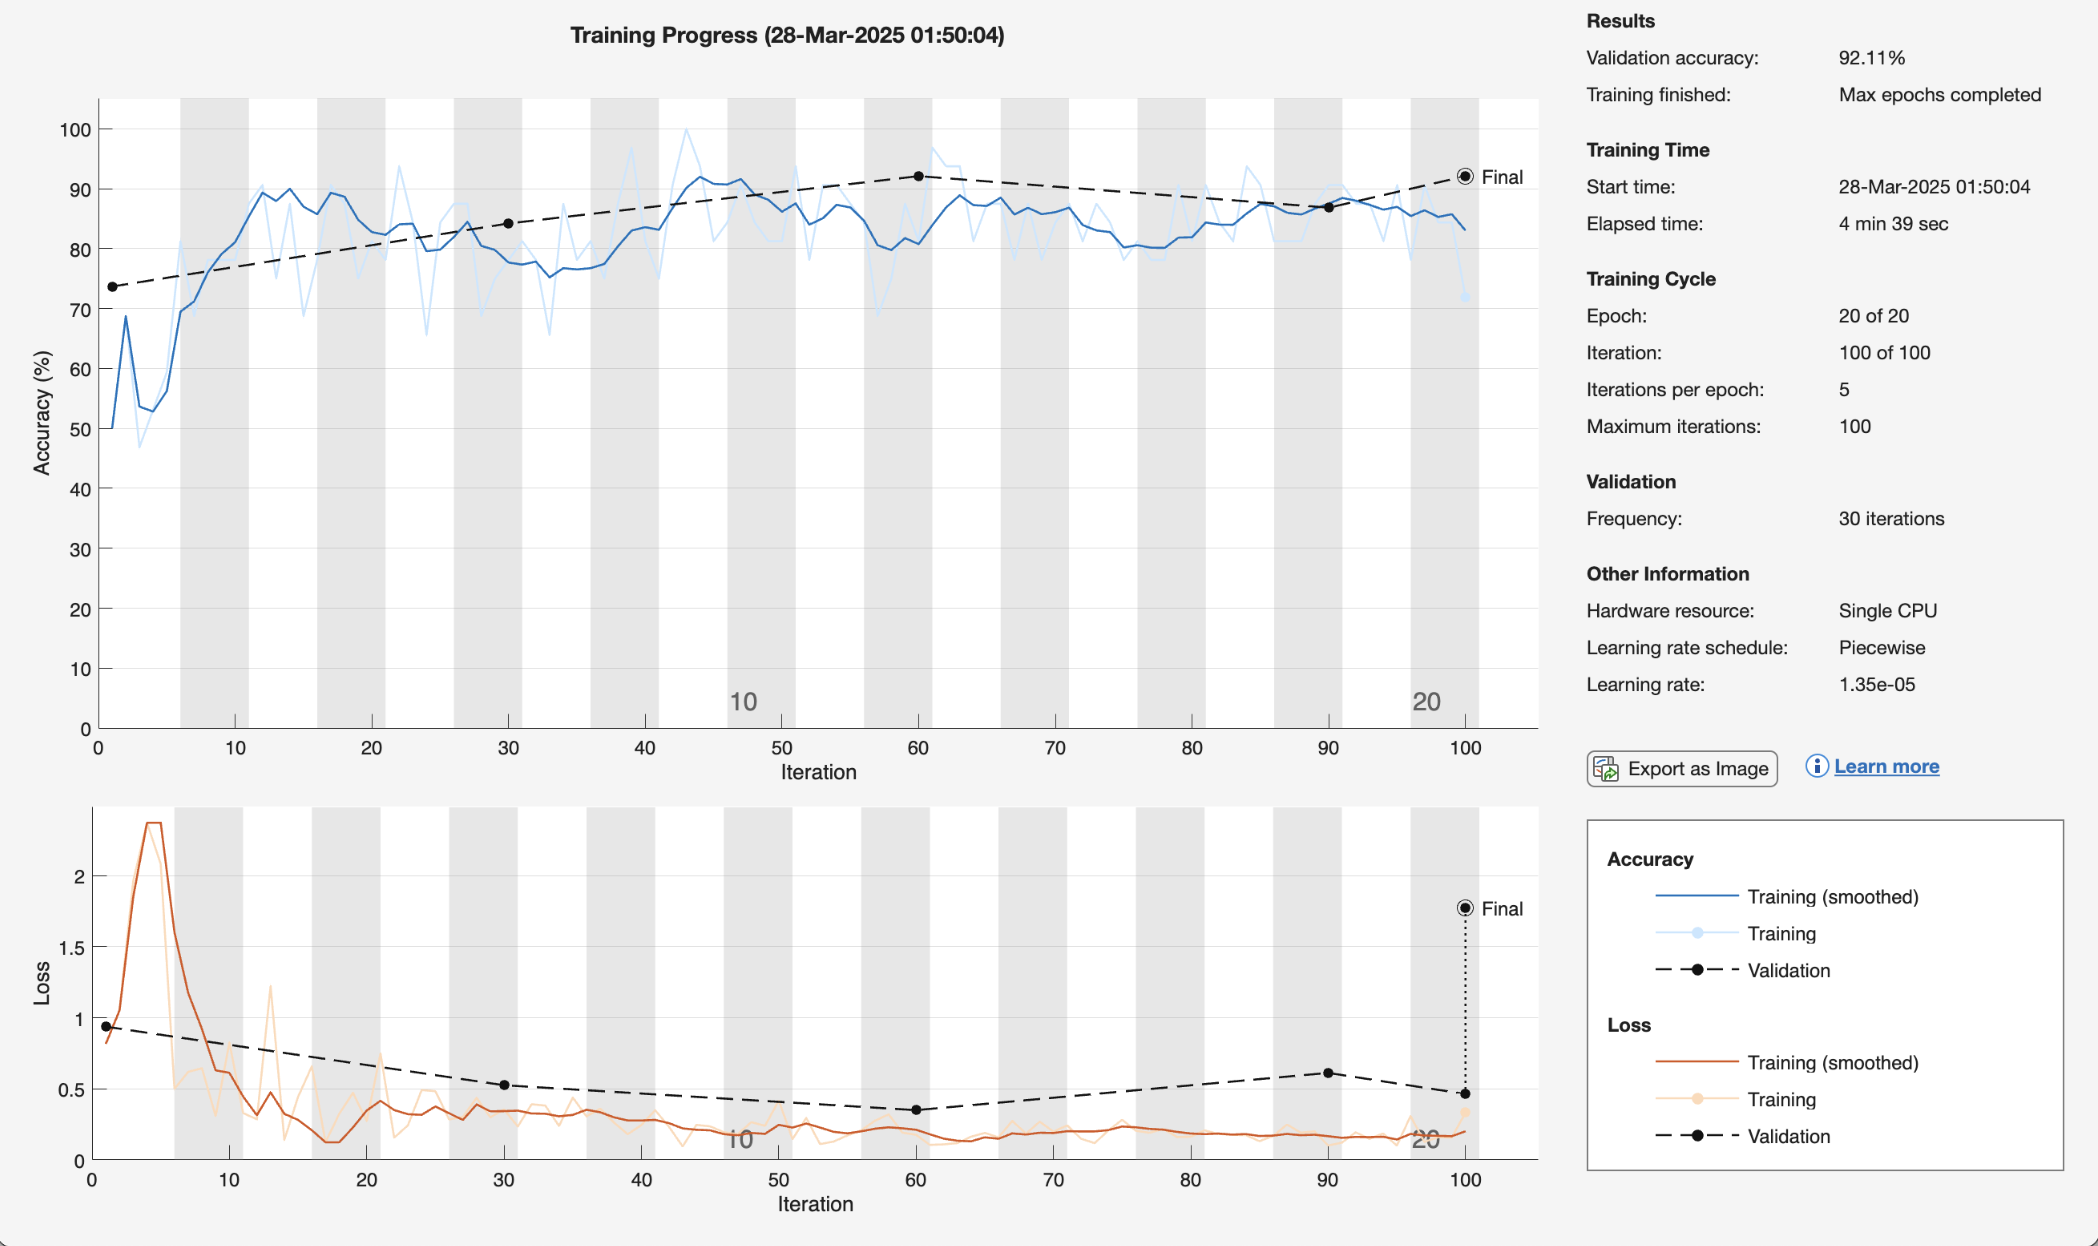 Training Progress (28-Mar-2025 01:50:04)
100
90
80
70
60
50
40
30
20
10
0
Accuracy (%)
Final
10
20
0 10 20 30 40 50 60 70 80 90 100
Iteration
2
1.5
1
0.5
0
Loss
Final
10
20
0 10 20 30 40 50 60 70 80 90 100
Iteration
Results
Validation accuracy: 92.11%
Training finished: Max epochs completed
Training Time
Start time: 28-Mar-2025 01:50:04
Elapsed time: 4 min 39 sec
Training Cycle
Epoch: 20 of 20
Iteration: 100 of 100
Iterations per epoch: 5
Maximum iterations: 100
Validation
Frequency: 30 iterations
Other Information
Hardware resource: Single CPU
Learning rate schedule: Piecewise
Learning rate: 1.35e-05
Export as Image
Learn more
Accuracy
Training (smoothed)
Training
Validation
Loss
Training (smoothed)
Training
Validation